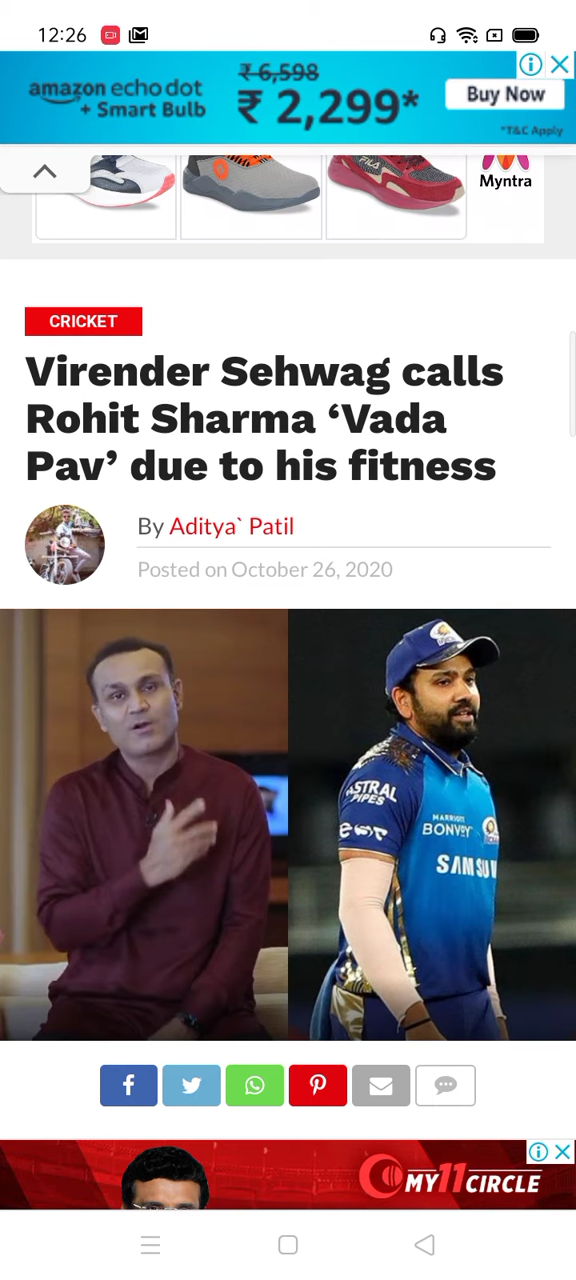 12:26
amazon echo dot
+ Smart Bulb
₹ 6,598
₹ 2,299*
Buy Now
*T&C Apply
FILA
Myntra
CRICKET
Virender Sehwag calls
Rohit Sharma ‘Vada
Pav’ due to his fitness
By Aditya` Patil
Posted on October 26, 2020
ASTRAL
PIPES
MARRIOTT
BONVOY
SAMSU
MY11CIRCLE